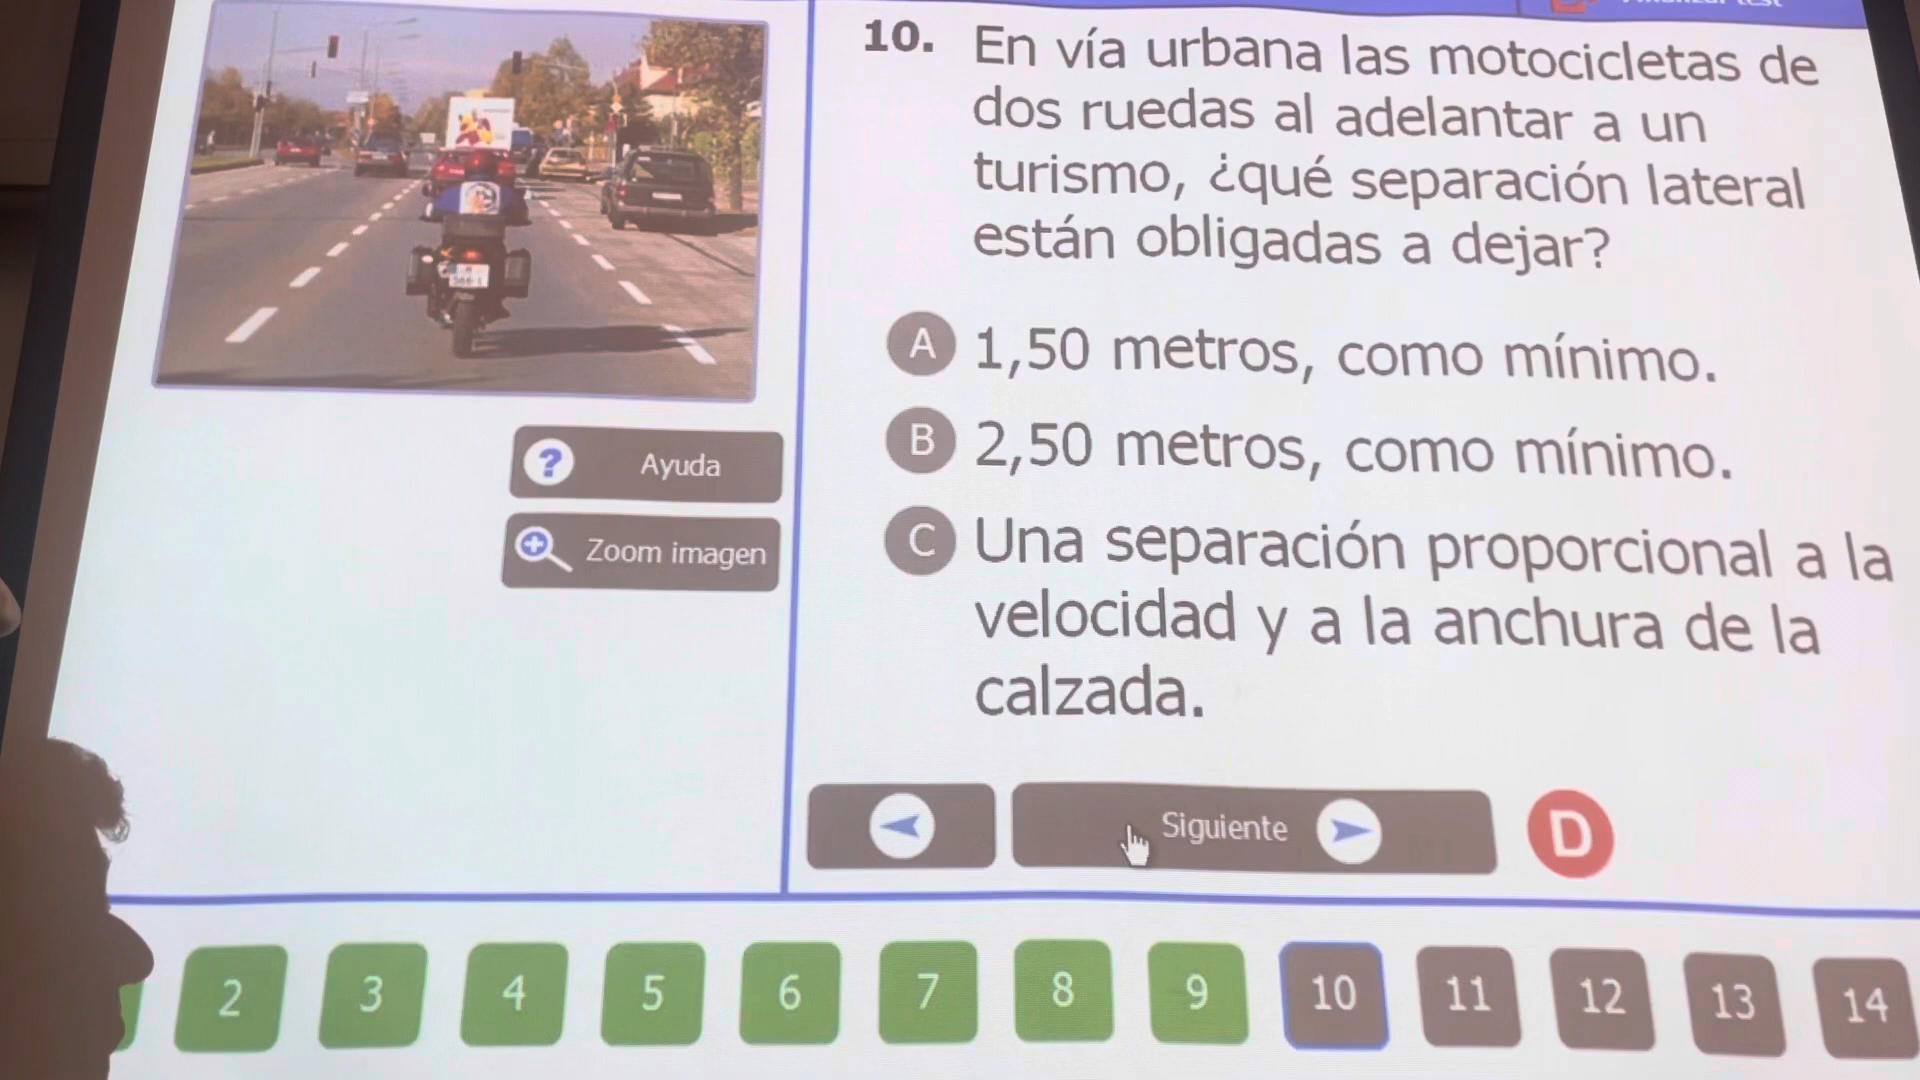 10. En vía urbana las motocicletas de
dos ruedas al adelantar a un
turismo, ¿qué separación lateral
están obligadas a dejar?
A 1,50 metros, como mínimo.
B 2,50 metros, como mínimo.
C Una separación proporcional a la
velocidad y a la anchura de la
calzada.
? Ayuda
Zoom imagen
Siguiente
D
2 3 4 5 6 7 8 9 10 11 12 13 14